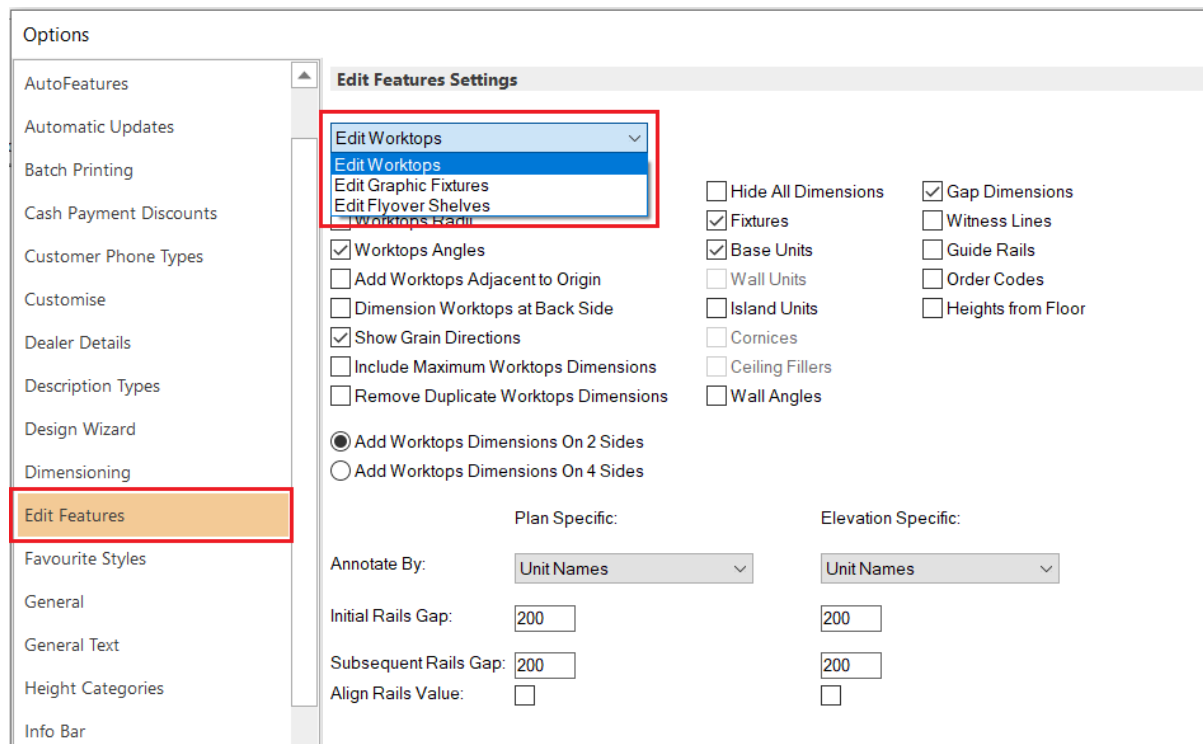 Options
AutoFeatures
Automatic Updates
Batch Printing
Cash Payment Discounts
Customer Phone Types
Customise
Dealer Details
Description Types
Design Wizard
Dimensioning
Edit Features
Favourite Styles
General
General Text
Height Categories
Info Bar
Edit Features Settings
Edit Worktops
Edit Worktops
Edit Graphic Fixtures
Edit Flyover Shelves
Worktops Radii
Worktops Angles
Add Worktops Adjacent to Origin
Dimension Worktops at Back Side
Show Grain Directions
Include Maximum Worktops Dimensions
Remove Duplicate Worktops Dimensions
Hide All Dimensions
Fixtures
Base Units
Wall Units
Island Units
Cornices
Ceiling Fillers
Wall Angles
Gap Dimensions
Witness Lines
Guide Rails
Order Codes
Heights from Floor
Add Worktops Dimensions On 2 Sides
Add Worktops Dimensions On 4 Sides
Plan Specific: Elevation Specific:
Annotate By: Unit Names Unit Names
Initial Rails Gap: 200 200
Subsequent Rails Gap: 200 200
Align Rails Value: